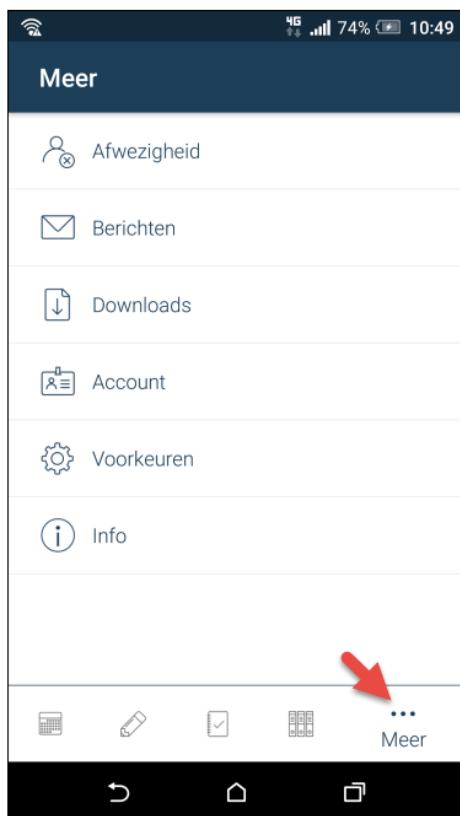 4G 74% 10:49
Meer
Afwezigheid
Berichten
Downloads
Account
Voorkeuren
Info
Meer